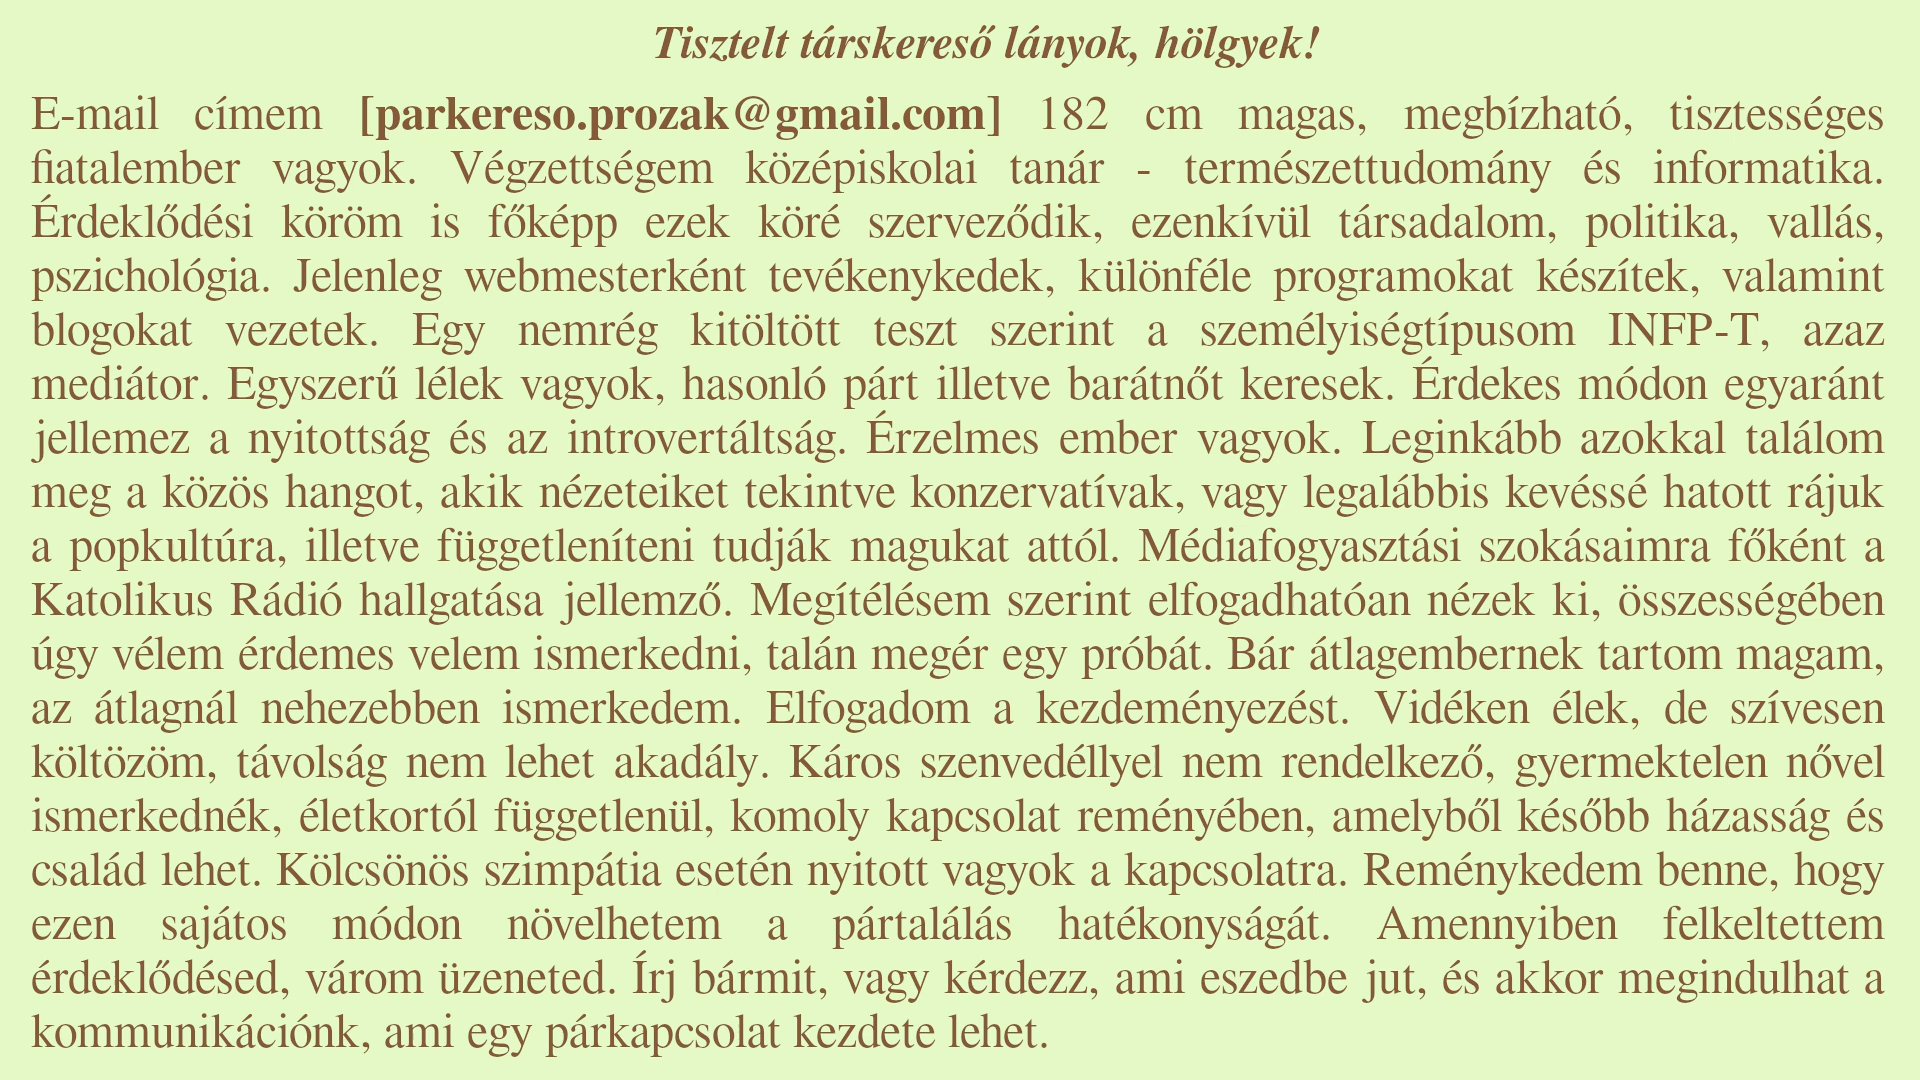 Tisztelt társkereső lányok, hölgyek!
E-mail címem [parkereso.prozak@gmail.com] 182 cm magas, megbízható, tisztességes
fiatalember vagyok. Végzettségem középiskolai tanár - természettudomány és informatika.
Érdeklődési köröm is főképp ezek köré szerveződik, ezenkívül társadalom, politika, vallás,
pszichológia. Jelenleg webmesterként tevékenykedek, különféle programokat készítek, valamint
blogokat vezetek. Egy nemrég kitöltött teszt szerint a személyiségtípusom INFP-T, azaz
mediátor. Egyszerű lélek vagyok, hasonló párt illetve barátnőt keresek. Érdekes módon egyaránt
jellemez a nyitottság és az introvertáltság. Érzelmes ember vagyok. Leginkább azokkal találom
meg a közös hangot, akik nézeteiket tekintve konzervatívak, vagy legalábbis kevéssé hatott rájuk
a popkultúra, illetve függetleníteni tudják magukat attól. Médiafogyasztási szokásaimra főként a
Katolikus Rádió hallgatása jellemző. Megítélésem szerint elfogadhatóan nézek ki, összességében
úgy vélem érdemes velem ismerkedni, talán megér egy próbát. Bár átlagembernek tartom magam,
az átlagnál nehezebben ismerkedem. Elfogadom a kezdeményezést. Vidéken élek, de szívesen
költözöm, távolság nem lehet akadály. Káros szenvedéllyel nem rendelkező, gyermektelen nővel
ismerkednék, életkortól függetlenül, komoly kapcsolat reményében, amelyből később házasság és
család lehet. Kölcsönös szimpátia esetén nyitott vagyok a kapcsolatra. Reménykedem benne, hogy
ezen sajátos módon növelhetem a pártalálás hatékonyságát. Amennyiben felkeltettem
érdeklődésed, várom üzeneted. Írj bármit, vagy kérdezz, ami eszedbe jut, és akkor megindulhat a
kommunikációnk, ami egy párkapcsolat kezdete lehet.